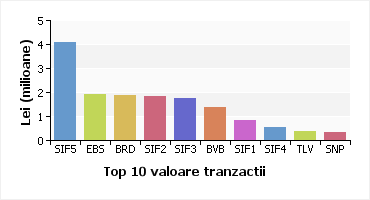 Lei (milioane)
5
4
3
2
1
0
SIF5 EBS BRD SIF2 SIF3 BVB SIF1 SIF4 TLV SNP
Top 10 valoare tranzactii